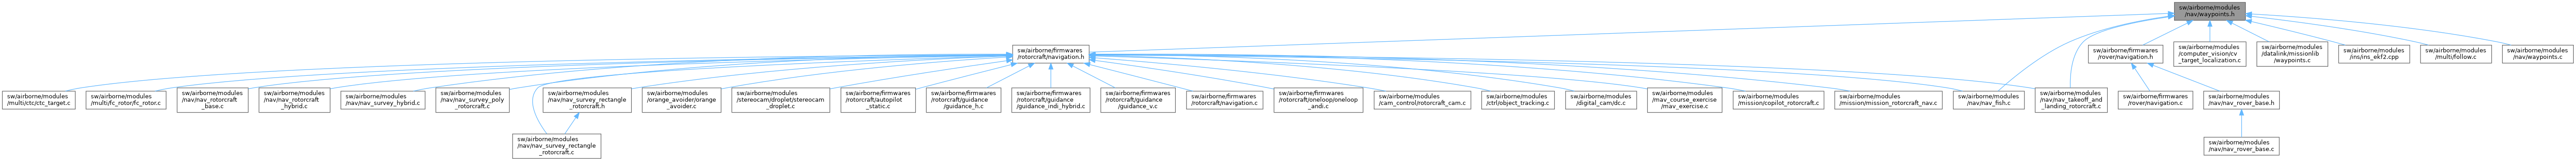 sw/airborne/modules
/nav/waypoints.h
sw/airborne/firmwares
/rotorcraft/navigation.h
sw/airborne/firmwares
/rover/navigation.h
sw/airborne/modules
/computer_vision/cv
_target_localization.c
sw/airborne/modules
/datalink/missionlib
/waypoints.c
sw/airborne/modules
/ins/ins_ekf2.cpp
sw/airborne/modules
/multi/follow.c
sw/airborne/modules
/nav/waypoints.c
sw/airborne/modules
/multi/ctc/ctc_target.c
sw/airborne/modules
/multi/fc_rotor/fc_rotor.c
sw/airborne/modules
/nav/nav_rotorcraft
_base.c
sw/airborne/modules
/nav/nav_rotorcraft
_hybrid.c
sw/airborne/modules
/nav/nav_survey_hybrid.c
sw/airborne/modules
/nav/nav_survey_poly
_rotorcraft.c
sw/airborne/modules
/nav/nav_survey_rectangle
_rotorcraft.h
sw/airborne/modules
/orange_avoider/orange
_avoider.c
sw/airborne/modules
/stereocam/droplet/stereocam
_droplet.c
sw/airborne/firmwares
/rotorcraft/autopilot
_static.c
sw/airborne/firmwares
/rotorcraft/guidance
/guidance_h.c
sw/airborne/firmwares
/rotorcraft/guidance
/guidance_indi_hybrid.c
sw/airborne/firmwares
/rotorcraft/guidance
/guidance_v.c
sw/airborne/firmwares
/rotorcraft/navigation.c
sw/airborne/firmwares
/rotorcraft/oneloop/oneloop
_andi.c
sw/airborne/modules
/cam_control/rotorcraft_cam.c
sw/airborne/modules
/ctrl/object_tracking.c
sw/airborne/modules
/digital_cam/dc.c
sw/airborne/modules
/mav_course_exercise
/mav_exercise.c
sw/airborne/modules
/mission/copilot_rotorcraft.c
sw/airborne/modules
/mission/mission_rotorcraft_nav.c
sw/airborne/modules
/nav/nav_fish.c
sw/airborne/modules
/nav/nav_takeoff_and
_landing_rotorcraft.c
sw/airborne/firmwares
/rover/navigation.c
sw/airborne/modules
/nav/nav_rover_base.h
sw/airborne/modules
/nav/nav_survey_rectangle
_rotorcraft.c
sw/airborne/modules
/nav/nav_rover_base.c